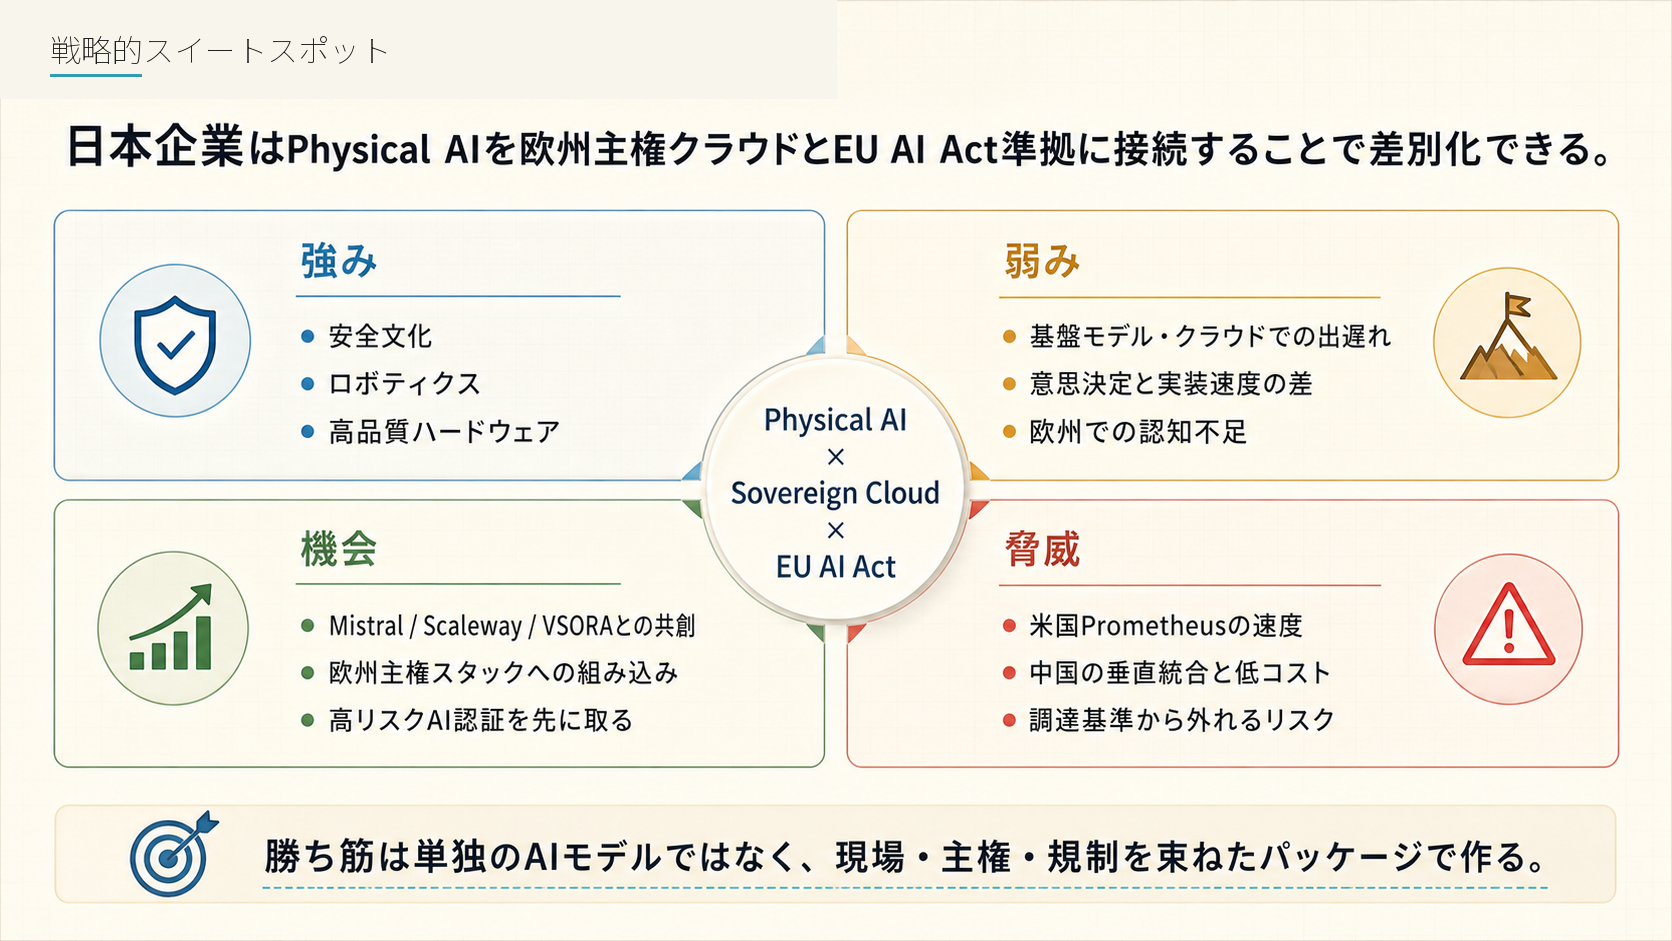 戦略的スイートスポット
日本企業はPhysical AIを欧州主権クラウドとEU AI Act準拠に接続することで差別化できる。
強み
安全文化
ロボティクス
高品質ハードウェア
弱み
基盤モデル・クラウドでの出遅れ
意思決定と実装速度の差
欧州での認知不足
Physical AI
×
Sovereign Cloud
×
EU AI Act
機会
Mistral / Scaleway / VSORAとの共創
欧州主権スタックへの組み込み
高リスクAI認証を先に取る
脅威
米国Prometheusの速度
中国の垂直統合と低コスト
調達基準から外れるリスク
勝ち筋は単独のAIモデルではなく、現場・主権・規制を束ねたパッケージで作る。